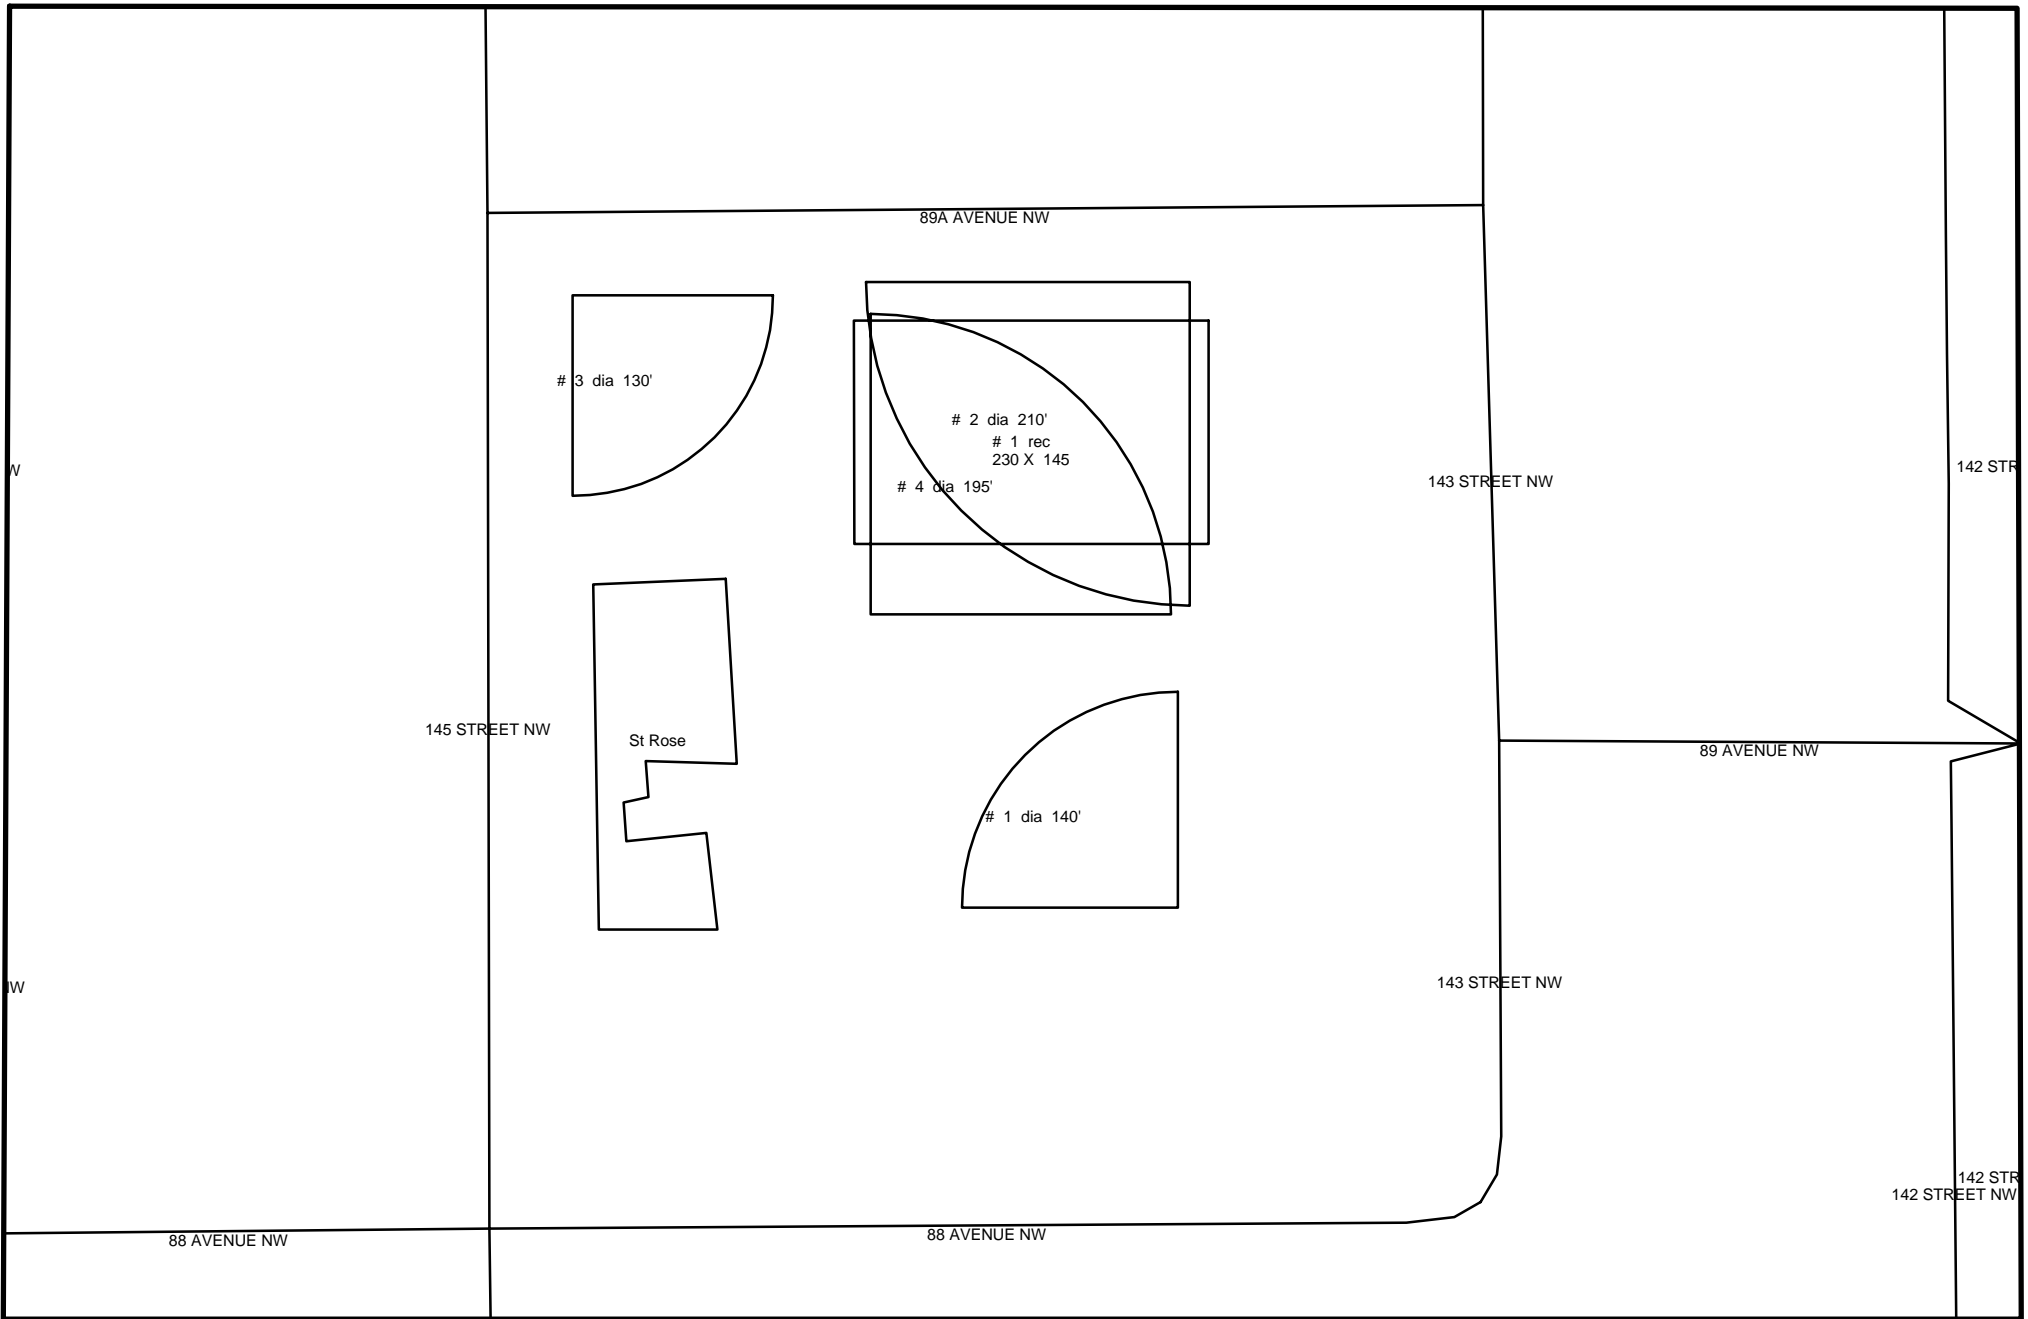 89A AVENUE NW
# 3 dia 130'
# 2 dia 210'
# 1 rec
230 X 145
# 4 dia 195'
W
143 STREET NW
142 STR
145 STREET NW
St Rose
89 AVENUE NW
# 1 dia 140'
W
143 STREET NW
142 STR
142 STREET NW
88 AVENUE NW
88 AVENUE NW